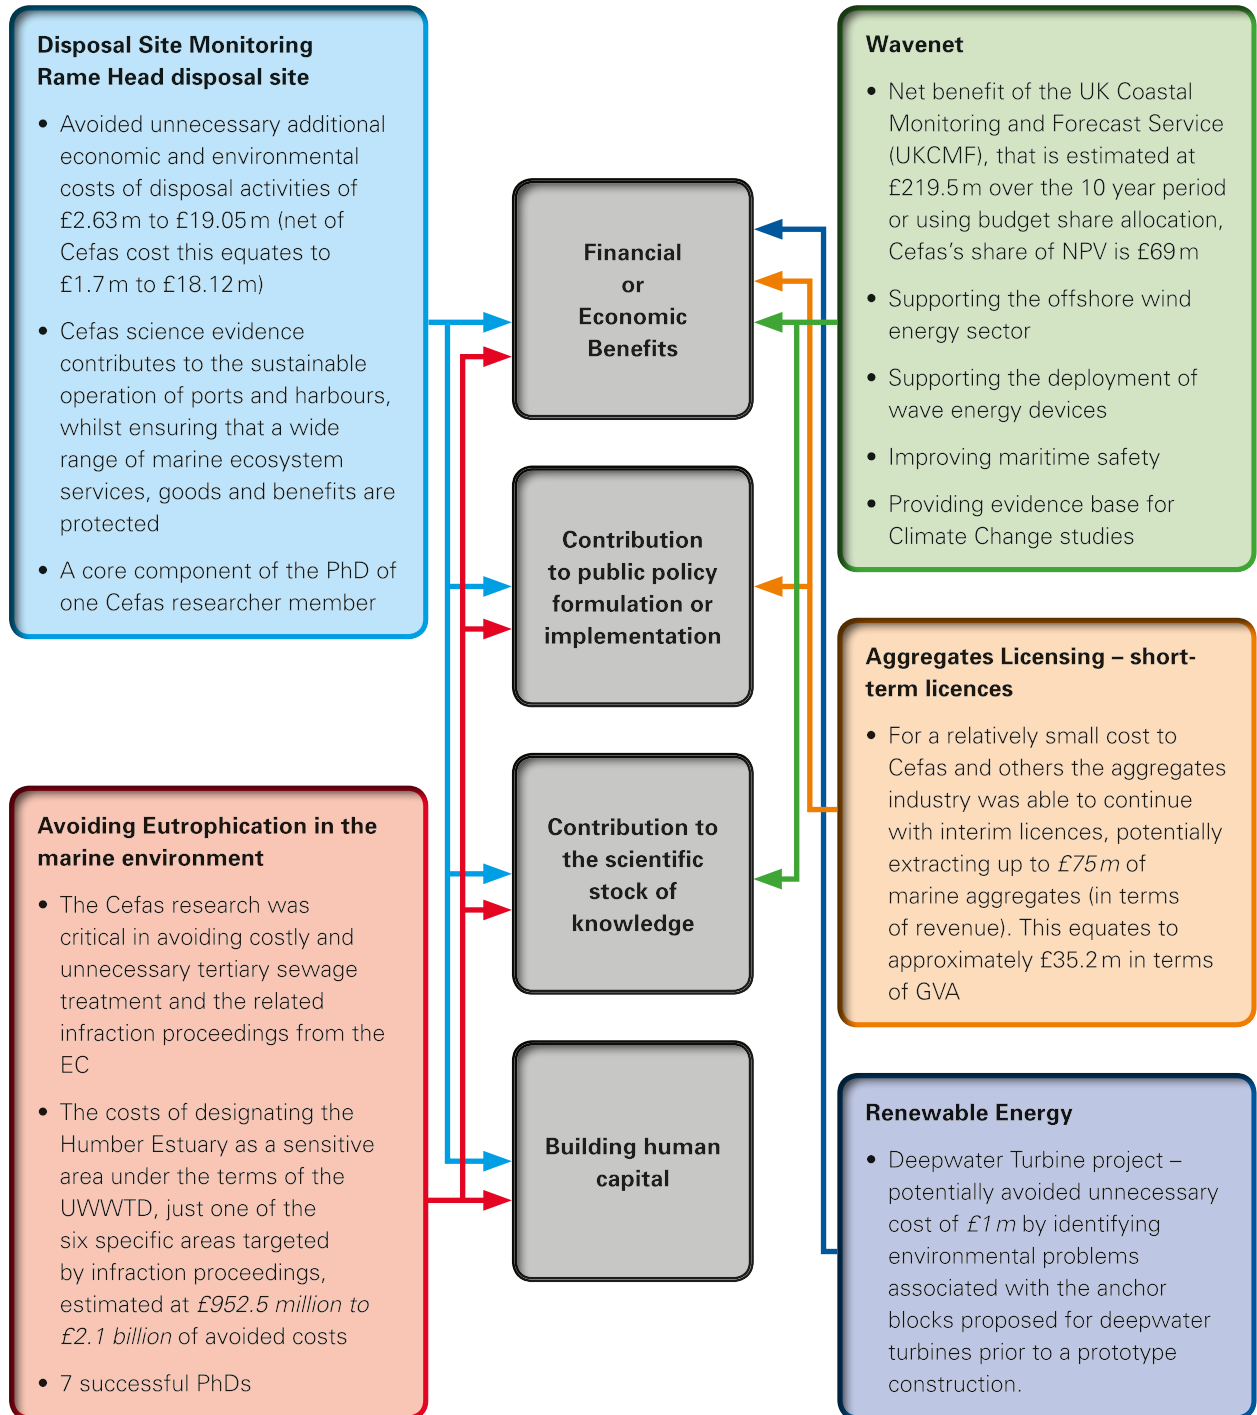 Disposal Site Monitoring
Rame Head disposal site
• Avoided unnecessary additional
economic and environmental
costs of disposal activities of
£2.63 m to £19.05 m (net of
Cefas cost this equates to
£1.7 m to £18.12 m)
• Cefas science evidence
contributes to the sustainable
operation of ports and harbours,
whilst ensuring that a wide
range of marine ecosystem
services, goods and benefits are
protected
• A core component of the PhD of
one Cefas researcher member
Avoiding Eutrophication in the
marine environment
• The Cefas research was
critical in avoiding costly and
unnecessary tertiary sewage
treatment and the related
infraction proceedings from the
EC
• The costs of designating the
Humber Estuary as a sensitive
area under the terms of the
UWWTD, just one of the
six specific areas targeted
by infraction proceedings,
estimated at £952.5 million to
£2.1 billion of avoided costs
• 7 successful PhDs
Financial
or
Economic
Benefits
Contribution
to public policy
formulation or
implementation
Contribution to
the scientific
stock of
knowledge
Building human
capital
Wavenet
• Net benefit of the UK Coastal
Monitoring and Forecast Service
(UKCMF), that is estimated at
£219.5 m over the 10 year period
or using budget share allocation,
Cefas's share of NPV is £69 m
• Supporting the offshore wind
energy sector
• Supporting the deployment of
wave energy devices
• Improving maritime safety
• Providing evidence base for
Climate Change studies
Aggregates Licensing – short-
term licences
• For a relatively small cost to
Cefas and others the aggregates
industry was able to continue
with interim licences, potentially
extracting up to £75 m of
marine aggregates (in terms
of revenue). This equates to
approximately £35.2 m in terms
of GVA
Renewable Energy
• Deepwater Turbine project –
potentially avoided unnecessary
cost of £1 m by identifying
environmental problems
associated with the anchor
blocks proposed for deepwater
turbines prior to a prototype
construction.